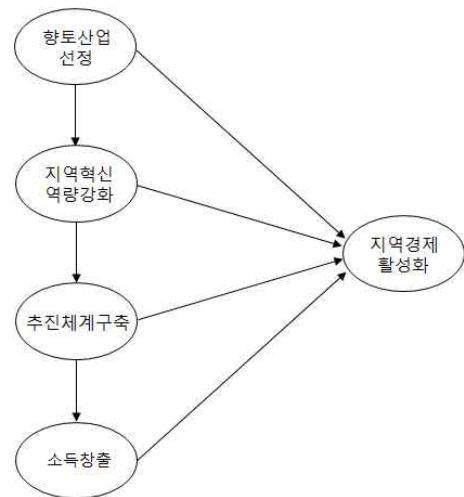 향토산업
선정
지역혁신
역량강화
지역경제
활성화
추진체계구축
소득창출